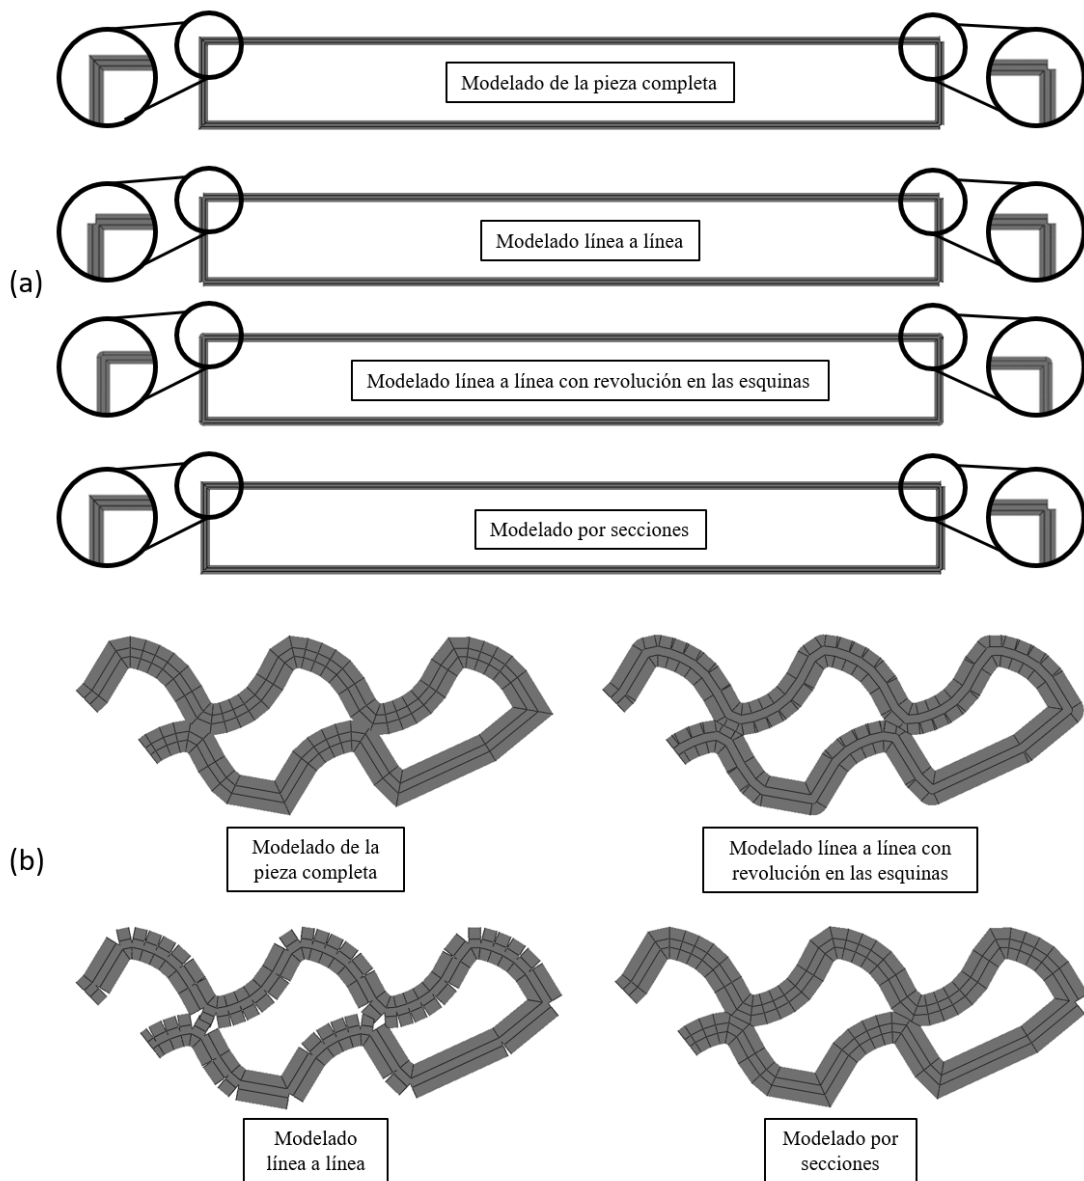 Modelado de la pieza completa
Modelado línea a línea
(a)
Modelado línea a línea con revolución en las esquinas
Modelado por secciones
Modelado de la
pieza completa
Modelado línea a línea con
revolución en las esquinas
(b)
Modelado
línea a línea
Modelado por
secciones